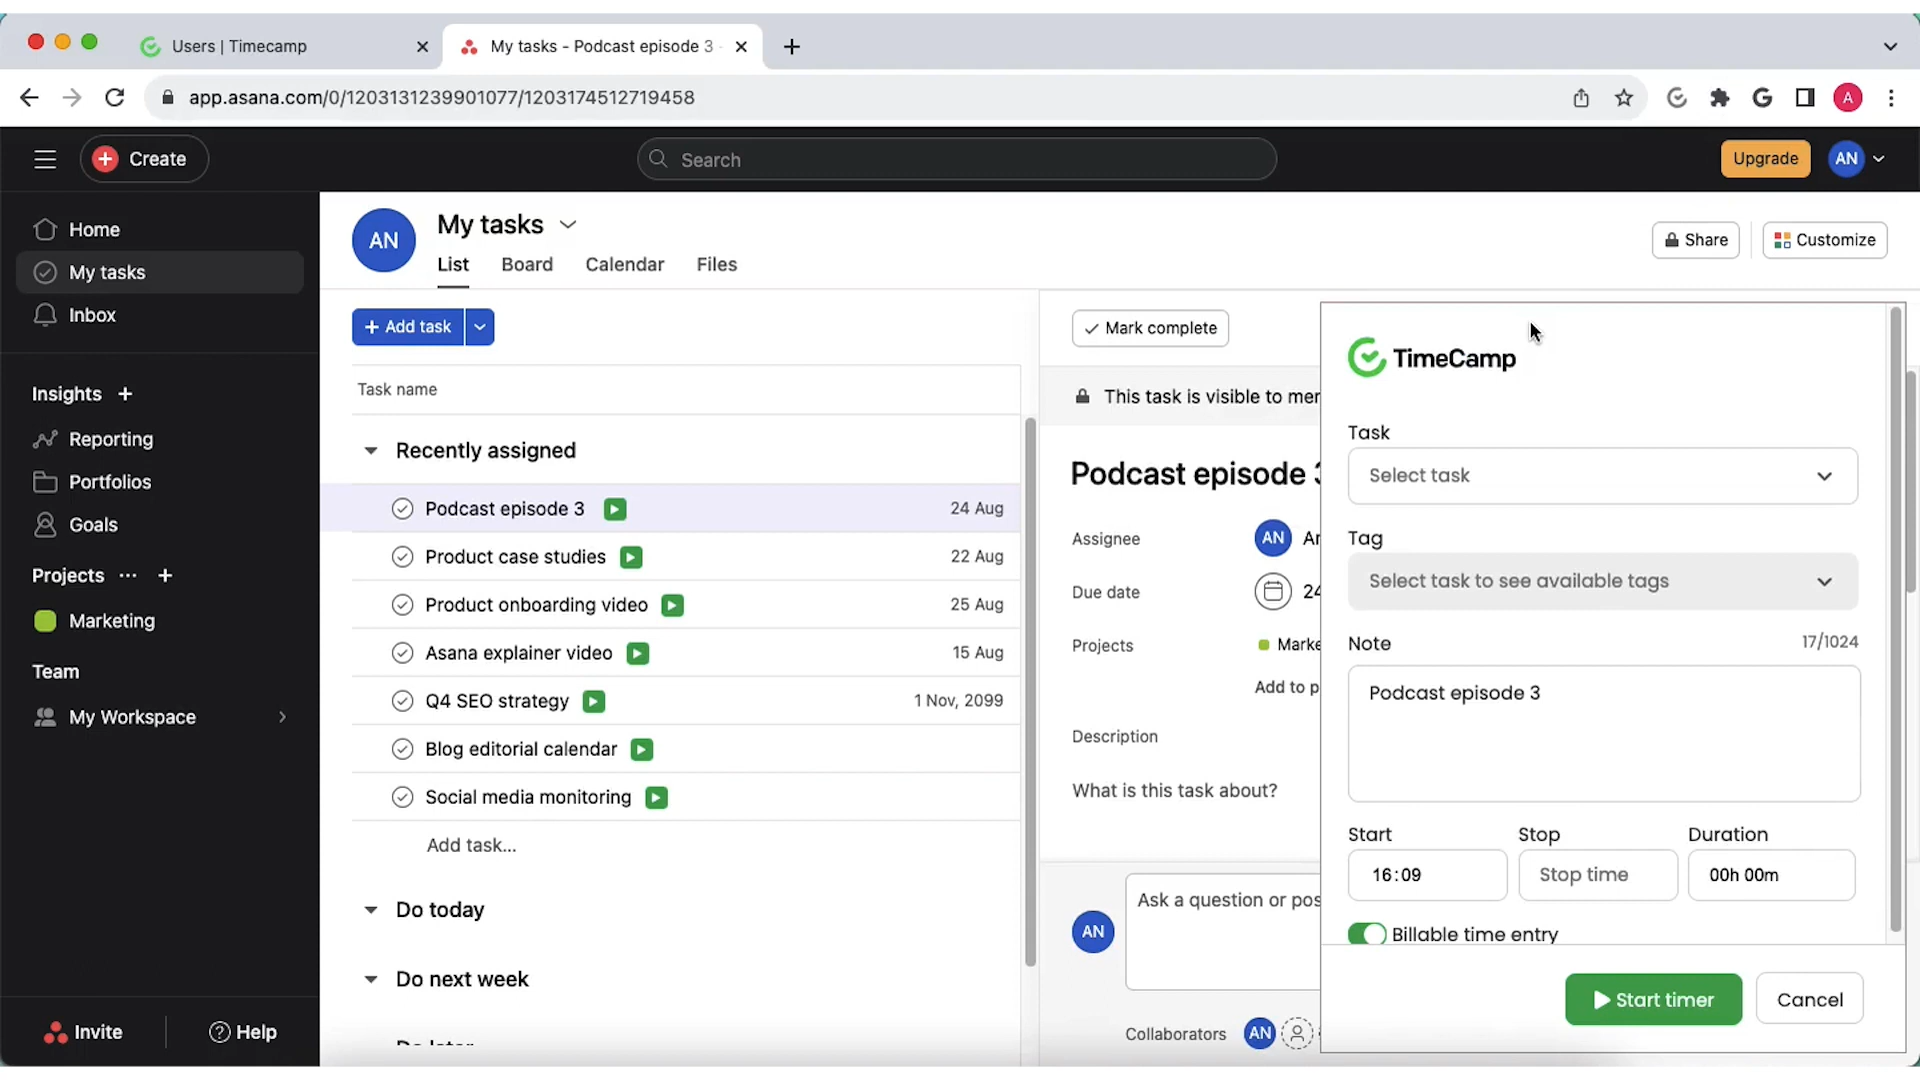 Users | Timecamp
My tasks - Podcast episode 3 -
app.asana.com/0/1203131239901077/1203174512719458
A
Create
Search
Upgrade
AN
Home
My tasks
Inbox
Insights
Reporting
Portfolios
Goals
Projects
Marketing
Team
My Workspace
Invite
Help
AN
My tasks
List Board Calendar Files
Share
Customize
Add task
Task name
Recently assigned
Podcast episode 3 24 Aug
Product case studies 22 Aug
Product onboarding video 25 Aug
Asana explainer video 15 Aug
Q4 SEO strategy 1 Nov, 2099
Blog editorial calendar
Social media monitoring
Add task...
Do today
Do next week
Do later
Mark complete
This task is visible to mer
Podcast episode 3
Assignee AN Ar
Due date 24
Projects Marke
Add to p
Description
What is this task about?
AN
Ask a question or pos
Collaborators AN
TimeCamp
Task
Select task
Tag
Select task to see available tags
Note 17/1024
Podcast episode 3
Start Stop Duration
16:09 Stop time 00h 00m
Billable time entry
Start timer
Cancel